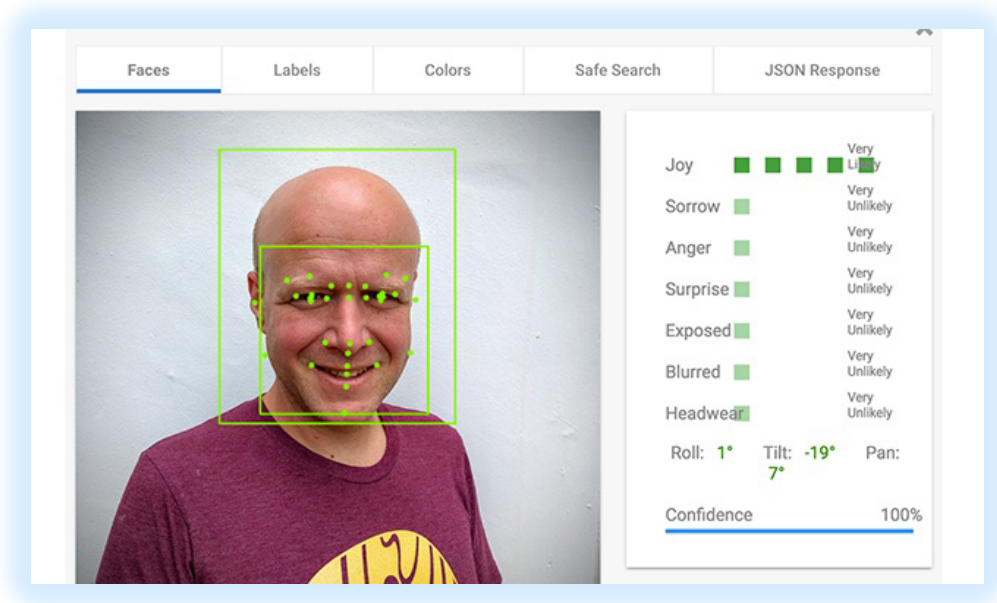 Faces Labels Colors Safe Search JSON Response
Joy Very Likely
Sorrow Very Unlikely
Anger Very Unlikely
Surprise Very Unlikely
Exposed Very Unlikely
Blurred Very Unlikely
Headwear Very Unlikely
Roll: 1° Tilt: -19° Pan:
7°
Confidence 100%